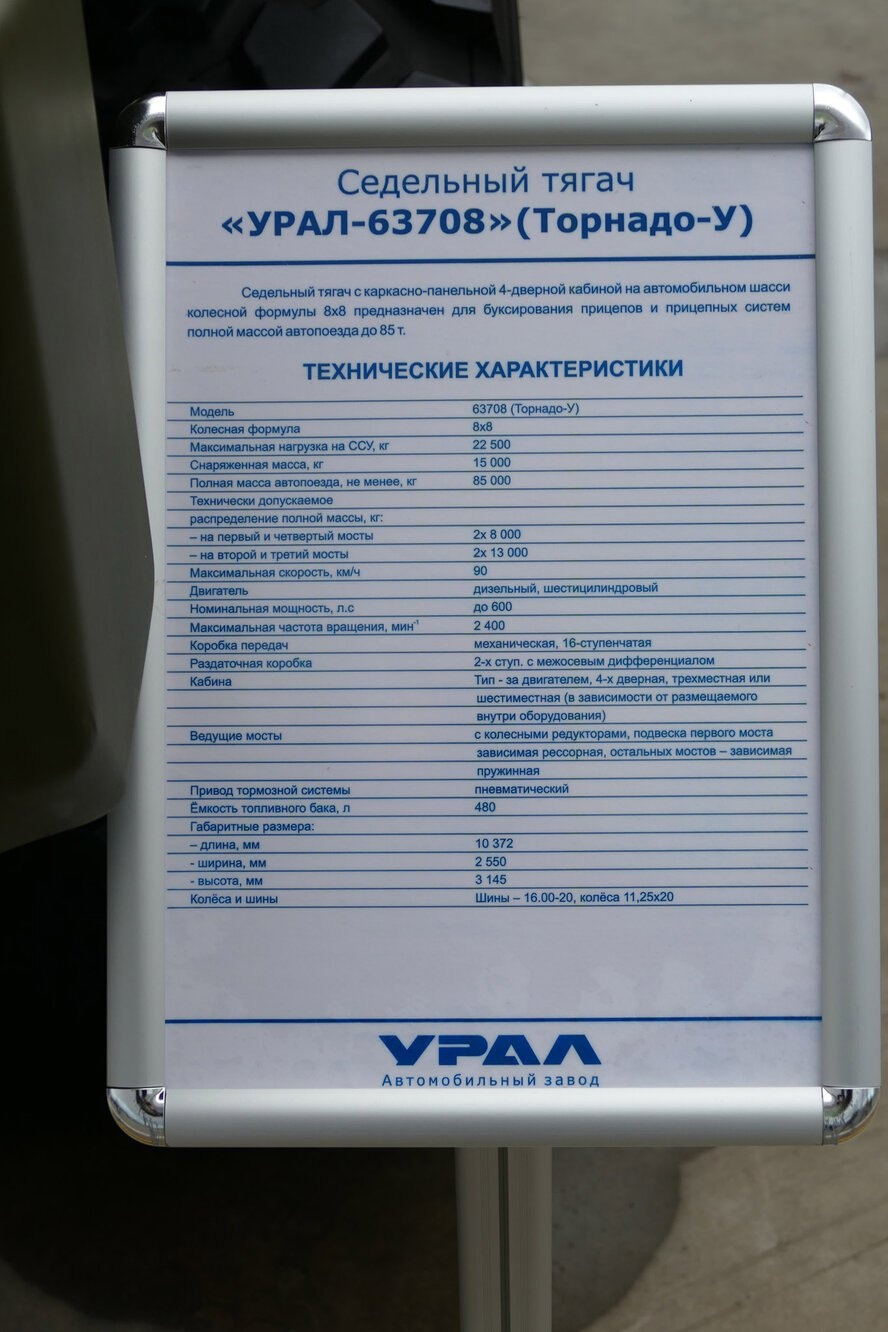 Седельный тягач
«УРАЛ-63708»(Торнадо-У)
Седельный тягач с каркасно-панельной 4-дверной кабиной на автомобильном шасси
колесной формулы 8х8 предназначен для буксирования прицепов и прицепных систем
полной массой автопоезда до 85 т.
ТЕХНИЧЕСКИЕ ХАРАКТЕРИСТИКИ
Модель 63708 (Торнадо-У)
Колесная формула 8х8
Максимальная нагрузка на ССУ, кг 22 500
Снаряженная масса, кг 15 000
Полная масса автопоезда, не менее, кг 85 000
Технически допускаемое
распределение полной массы, кг:
– на первый и четвертый мосты 2х 8 000
– на второй и третий мосты 2х 13 000
Максимальная скорость, км/ч 90
Двигатель дизельный, шестицилиндровый
Номинальная мощность, л.с до 600
Максимальная частота вращения, мин⁻¹ 2 400
Коробка передач механическая, 16-ступенчатая
Раздаточная коробка 2-х ступ. с межосевым дифференциалом
Кабина Тип - за двигателем, 4-х дверная, трехместная или
шестиместная (в зависимости от размещаемого
внутри оборудования)
Ведущие мосты с колесными редукторами, подвеска первого моста
зависимая рессорная, остальных мостов – зависимая
пружинная
Привод тормозной системы пневматический
Ёмкость топливного бака, л 480
Габаритные размера:
– длина, мм 10 372
- ширина, мм 2 550
- высота, мм 3 145
Колёса и шины Шины – 16.00-20, колёса 11,25х20
УРАЛ
Автомобильный завод